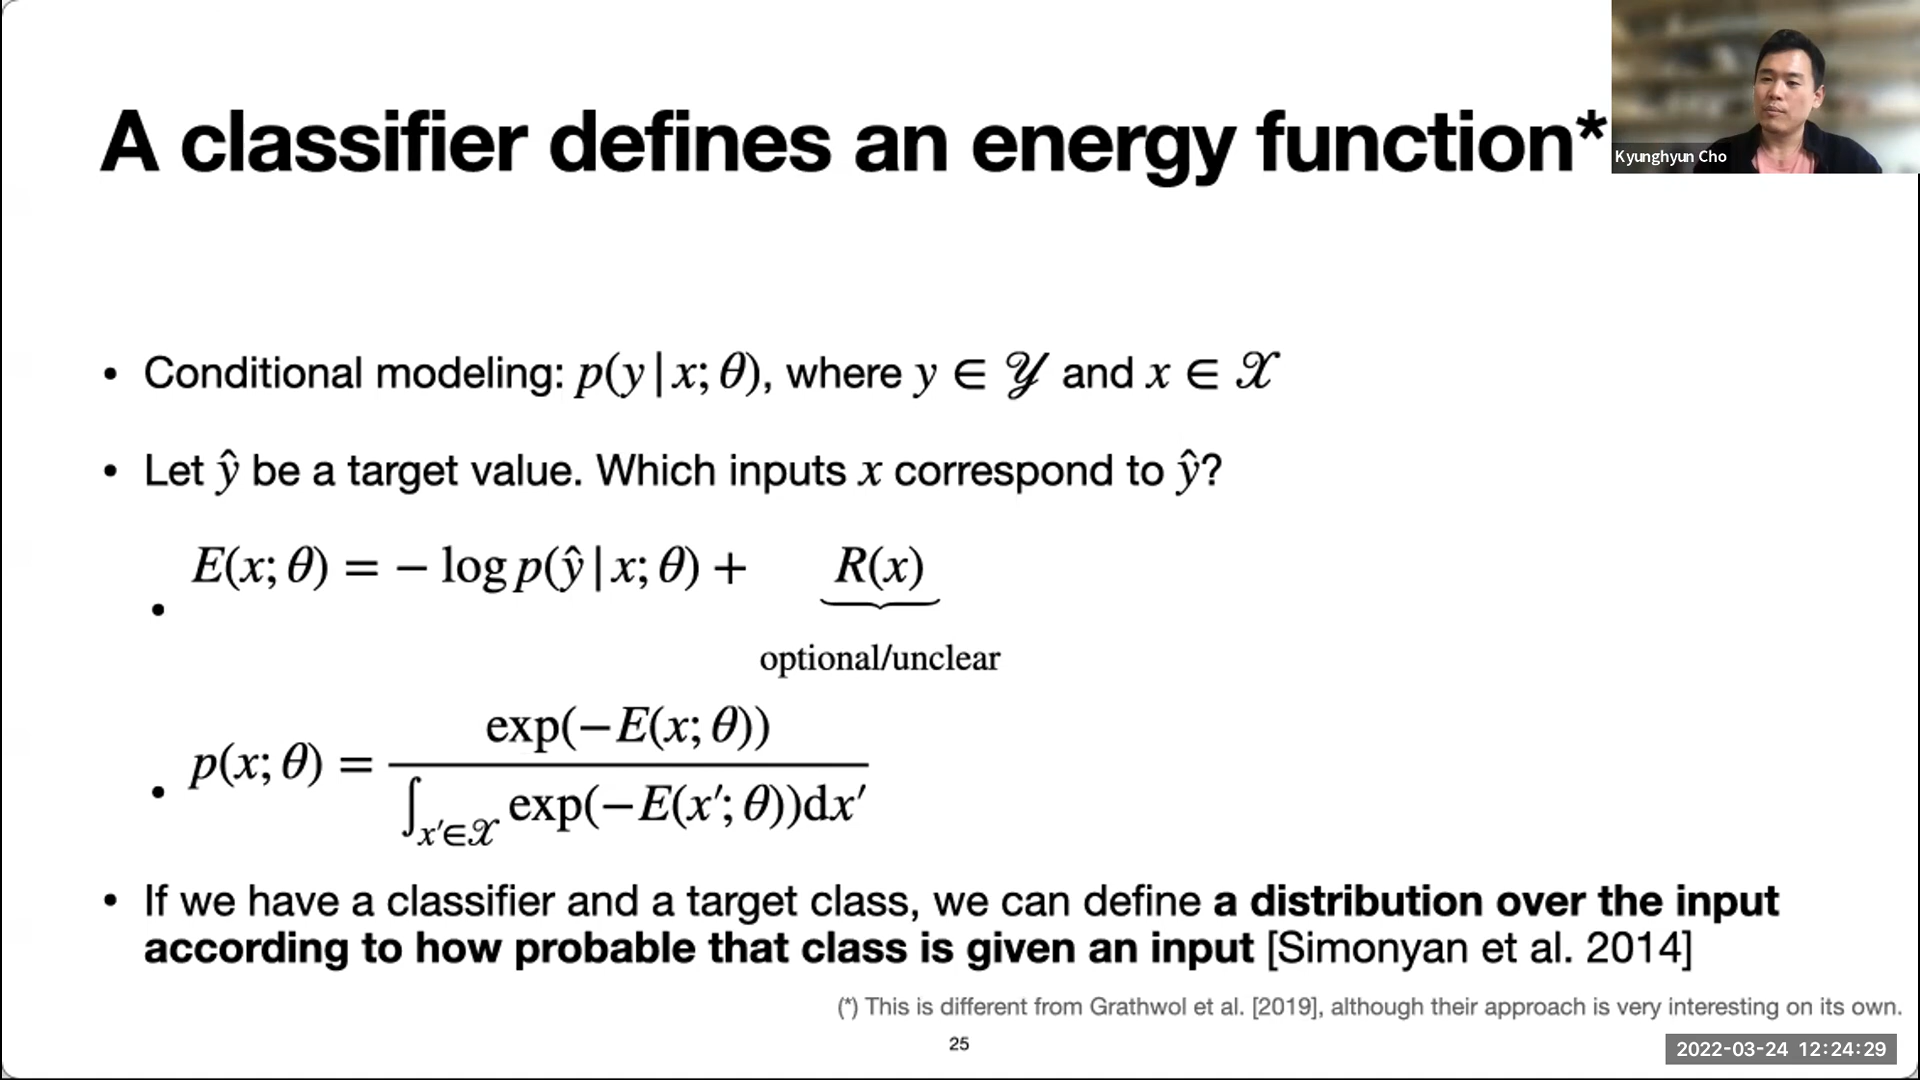 A classifier defines an energy function*
Kyunghyun Cho
• Conditional modeling: p(y | x; θ), where y ∈ 𝒴 and x ∈ 𝒳
• Let ŷ be a target value. Which inputs x correspond to ŷ?
• E(x; θ) = − log p(ŷ | x; θ) + R(x)
optional/unclear
• p(x; θ) = exp(−E(x; θ)) / ∫x′∈𝒳 exp(−E(x′; θ))dx′
• If we have a classifier and a target class, we can define a distribution over the input
according to how probable that class is given an input [Simonyan et al. 2014]
(*) This is different from Grathwol et al. [2019], although their approach is very interesting on its own.
25
2022-03-24 12:24:29